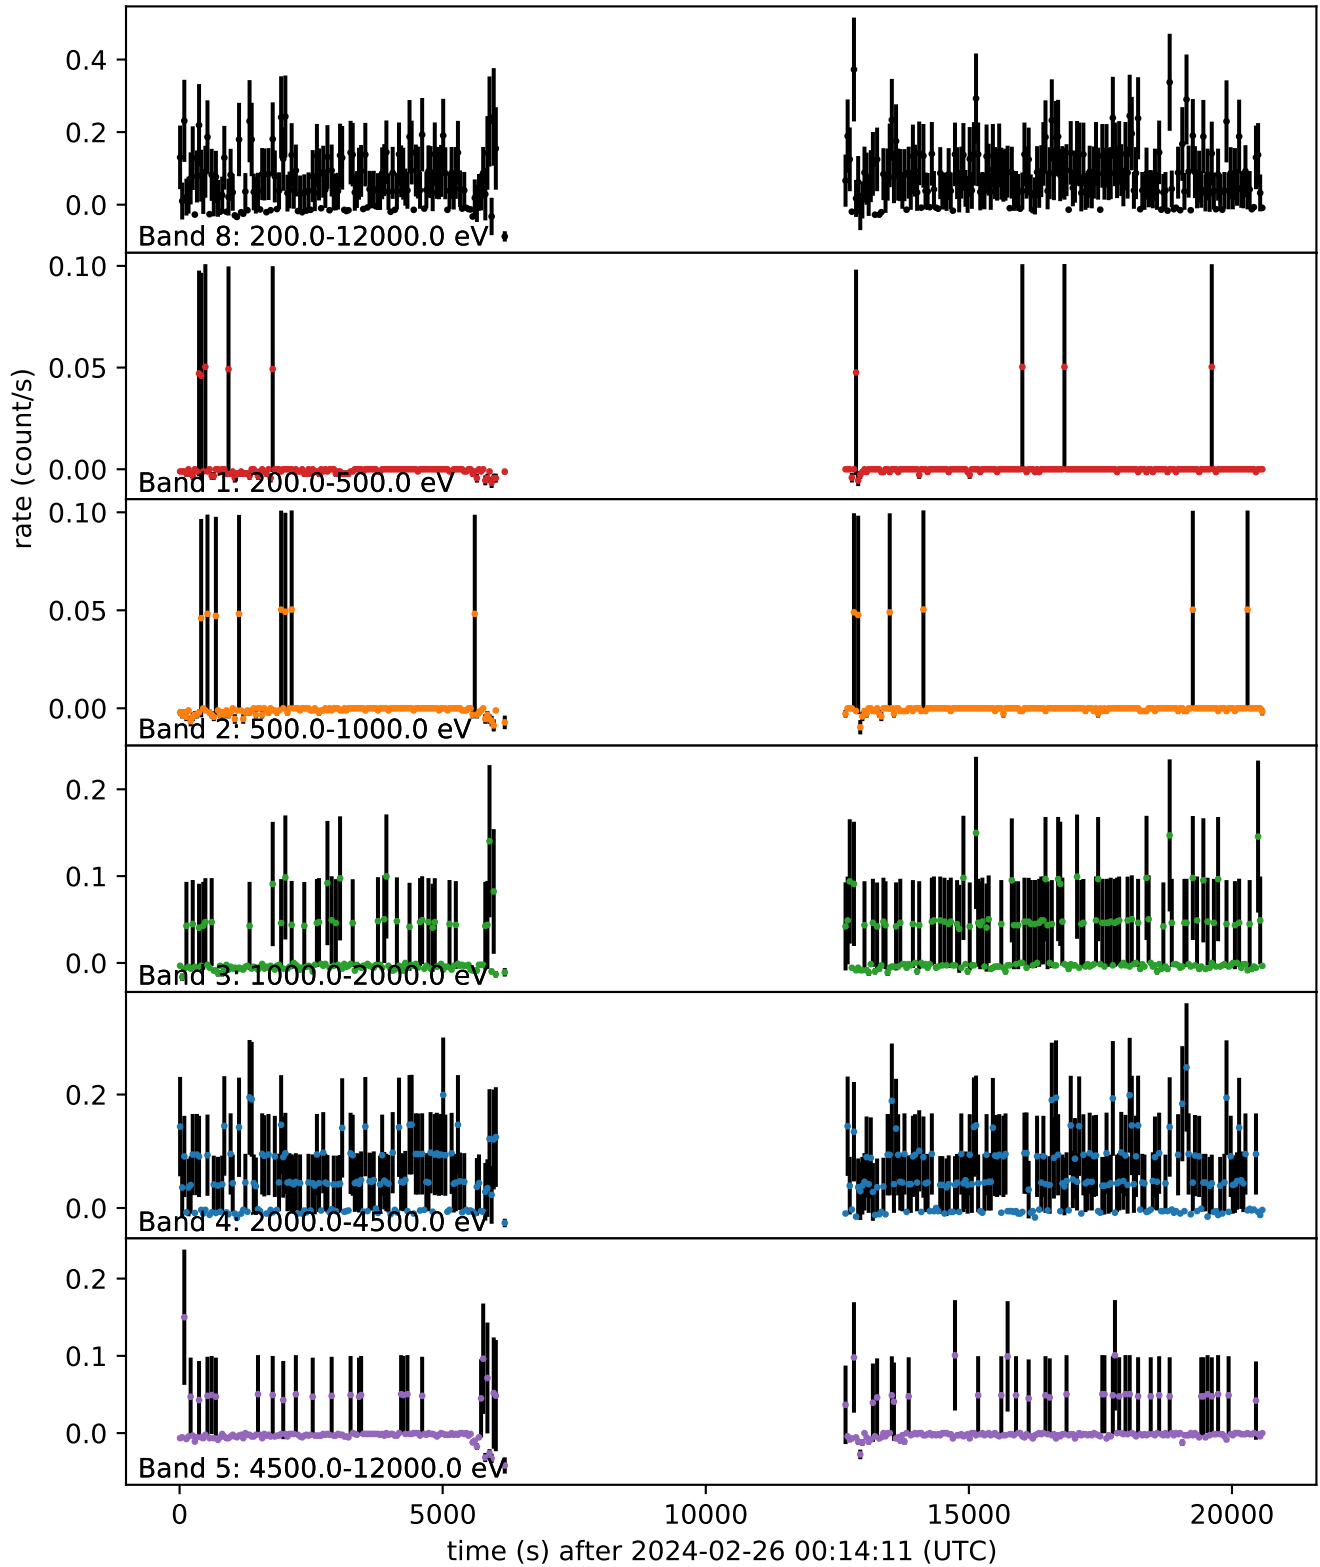 0.4
0.2
0.0
Band 8: 200.0-12000.0 eV
0.10
0.05
0.00
Band 1: 200.0-500.0 eV
rate (count/s)
0.10
0.05
0.00
Band 2: 500.0-1000.0 eV
0.2
0.1
0.0
Band 3: 1000.0-2000.0 eV
0.2
0.0
Band 4: 2000.0-4500.0 eV
0.2
0.1
0.0
Band 5: 4500.0-12000.0 eV
0 5000 10000 15000 20000
time (s) after 2024-02-26 00:14:11 (UTC)